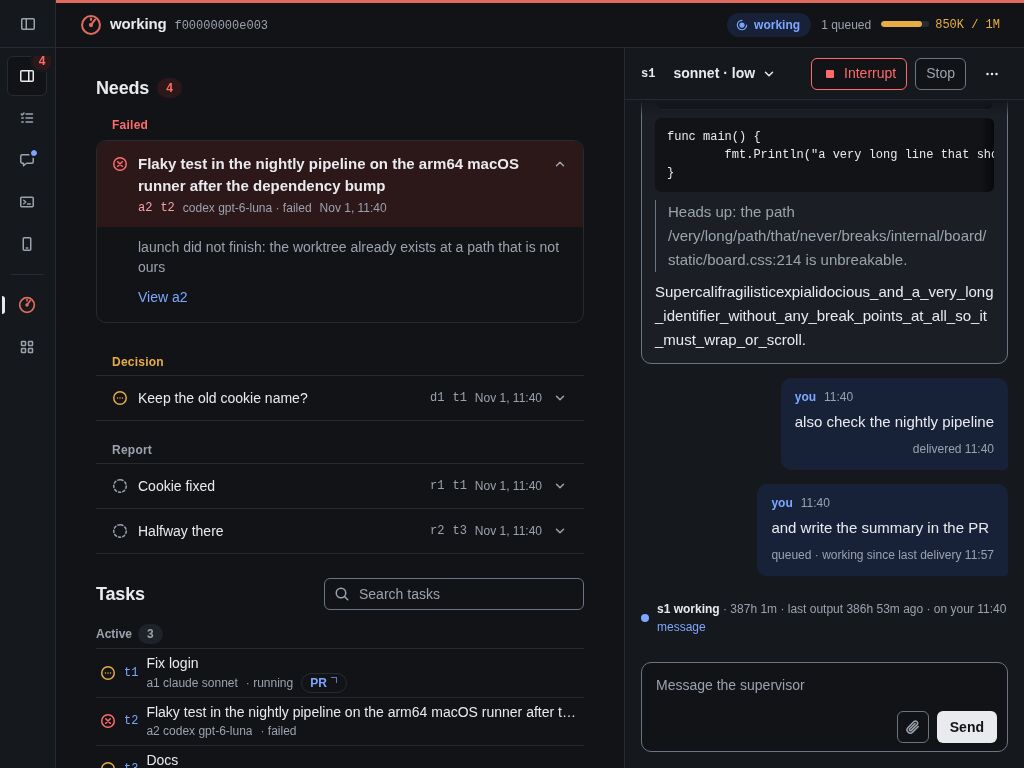 working f00000000e003
working 1 queued 850K / 1M
4
Needs 4
Failed
Flaky test in the nightly pipeline on the arm64 macOS
runner after the dependency bump
a2 t2 codex gpt-6-luna · failed Nov 1, 11:40
launch did not finish: the worktree already exists at a path that is not
ours
View a2
Decision
Keep the old cookie name? d1 t1 Nov 1, 11:40
Report
Cookie fixed r1 t1 Nov 1, 11:40
Halfway there r2 t3 Nov 1, 11:40
Tasks
Search tasks
Active 3
t1 Fix login
a1 claude sonnet · running PR
t2 Flaky test in the nightly pipeline on the arm64 macOS runner after t…
a2 codex gpt-6-luna · failed
t3 Docs
s1 sonnet · low Interrupt Stop
func main() {
fmt.Println("a very long line that sho
}
Heads up: the path
/very/long/path/that/never/breaks/internal/board/
static/board.css:214 is unbreakable.
Supercalifragilisticexpialidocious_and_a_very_long
_identifier_without_any_break_points_at_all_so_it
_must_wrap_or_scroll.
you 11:40
also check the nightly pipeline
delivered 11:40
you 11:40
and write the summary in the PR
queued · working since last delivery 11:57
s1 working · 387h 1m · last output 386h 53m ago · on your 11:40
message
Message the supervisor
Send